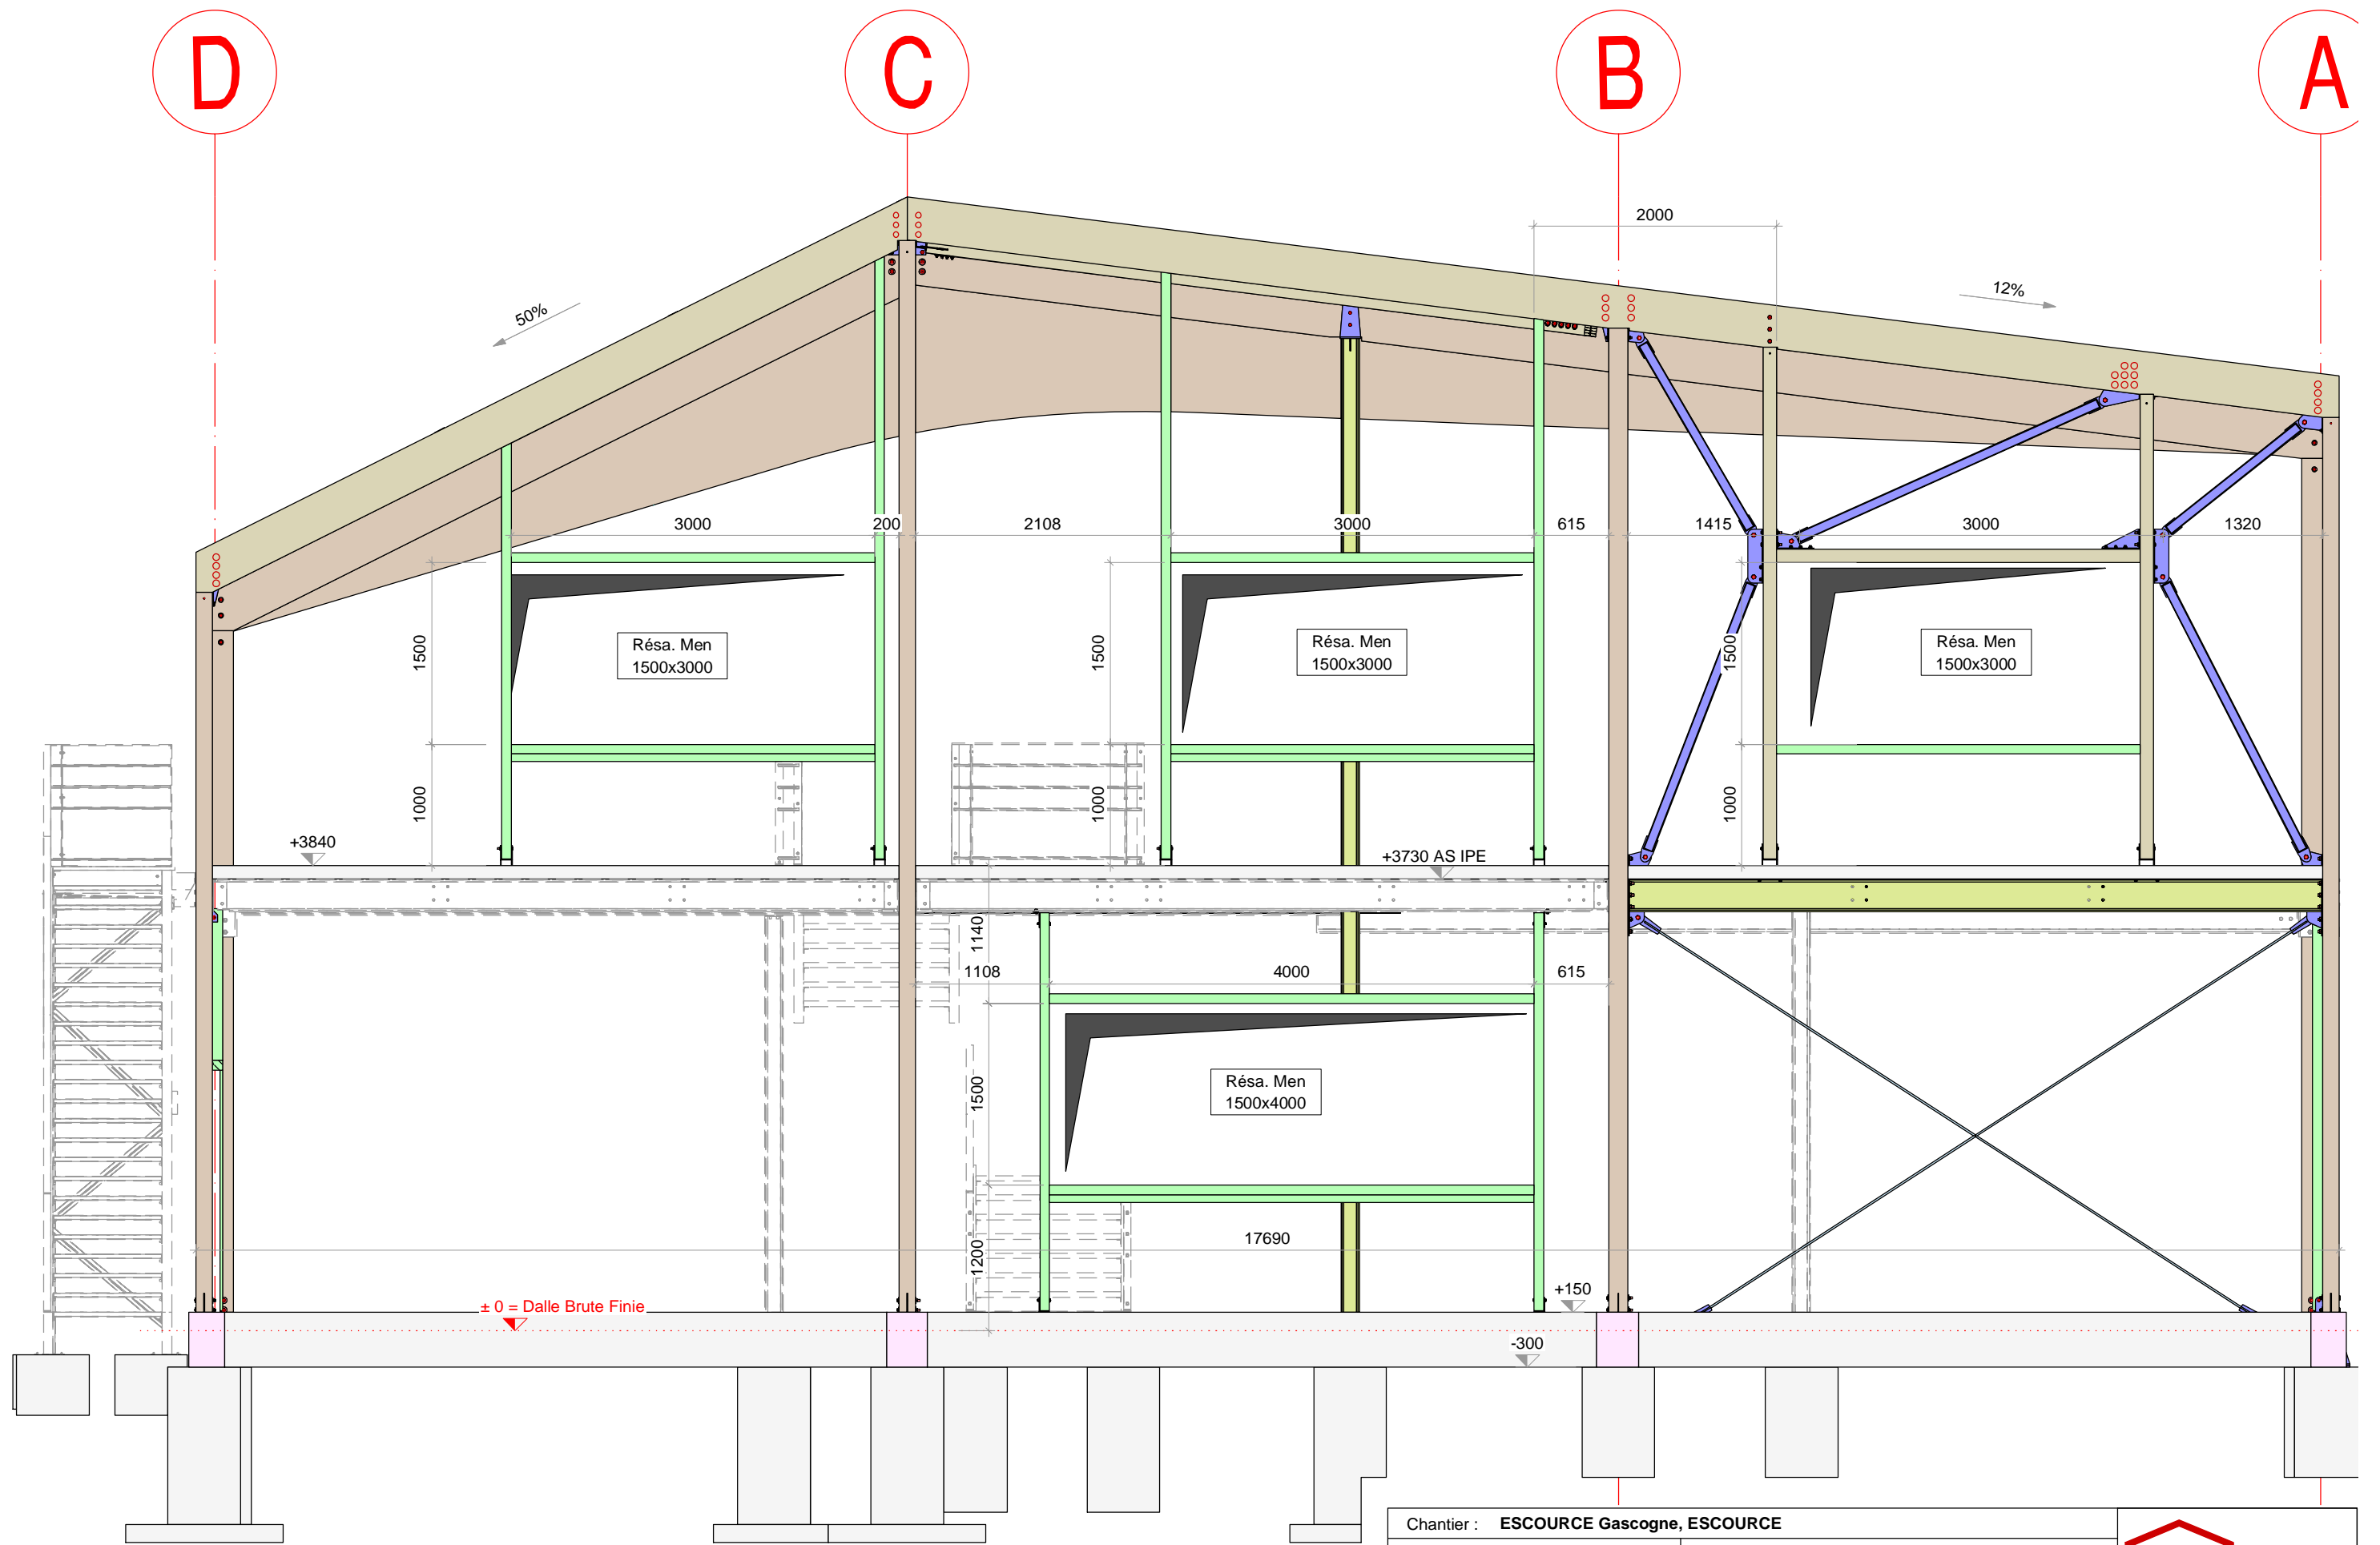 D
C
B
A
2000
50%
12%
3000
200
2108
3000
615
1415
3000
1320
1500
Résa. Men
1500x3000
1500
Résa. Men
1500x3000
1500
Résa. Men
1500x3000
1000
1000
1000
+3840
+3730 AS IPE
1140
1108
4000
615
1500
Résa. Men
1500x4000
1200
17690
± 0 = Dalle Brute Finie
+150
-300
Chantier : ESCOURCE Gascogne, ESCOURCE